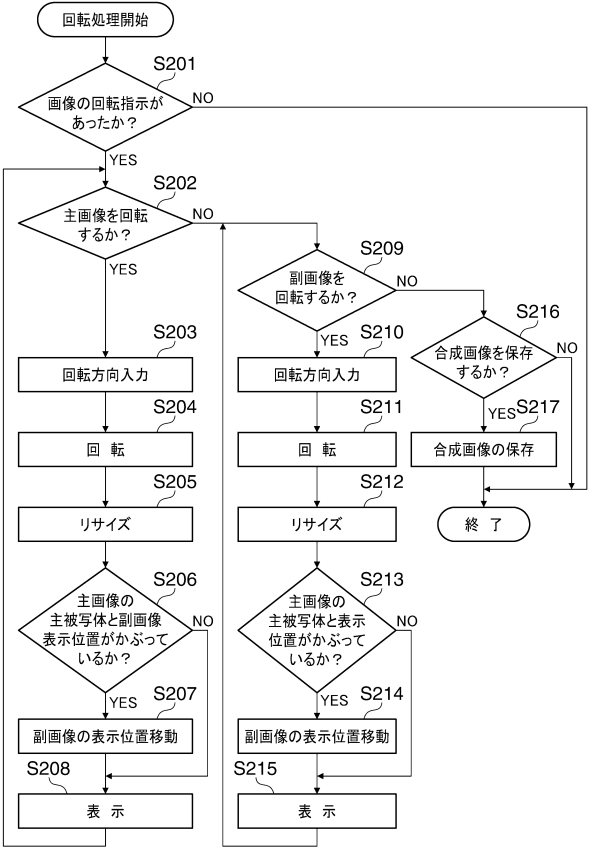 回転処理開始
S201
画像の回転指示が
あったか？
NO
YES
S202
主画像を回転
するか？
NO
YES
S209
副画像を
回転するか？
NO
YES
S216
合成画像を保存
するか？
NO
YES
S203
回転方向入力
S210
回転方向入力
S217
合成画像の保存
S204
回 転
S211
回 転
終 了
S205
リサイズ
S212
リサイズ
S206
主画像の
主被写体と副画像
表示位置がかぶって
いるか？
NO
YES
S213
主画像の
主被写体と表示
位置がかぶって
いるか？
NO
YES
S207
副画像の表示位置移動
S214
副画像の表示位置移動
S208
表 示
S215
表 示